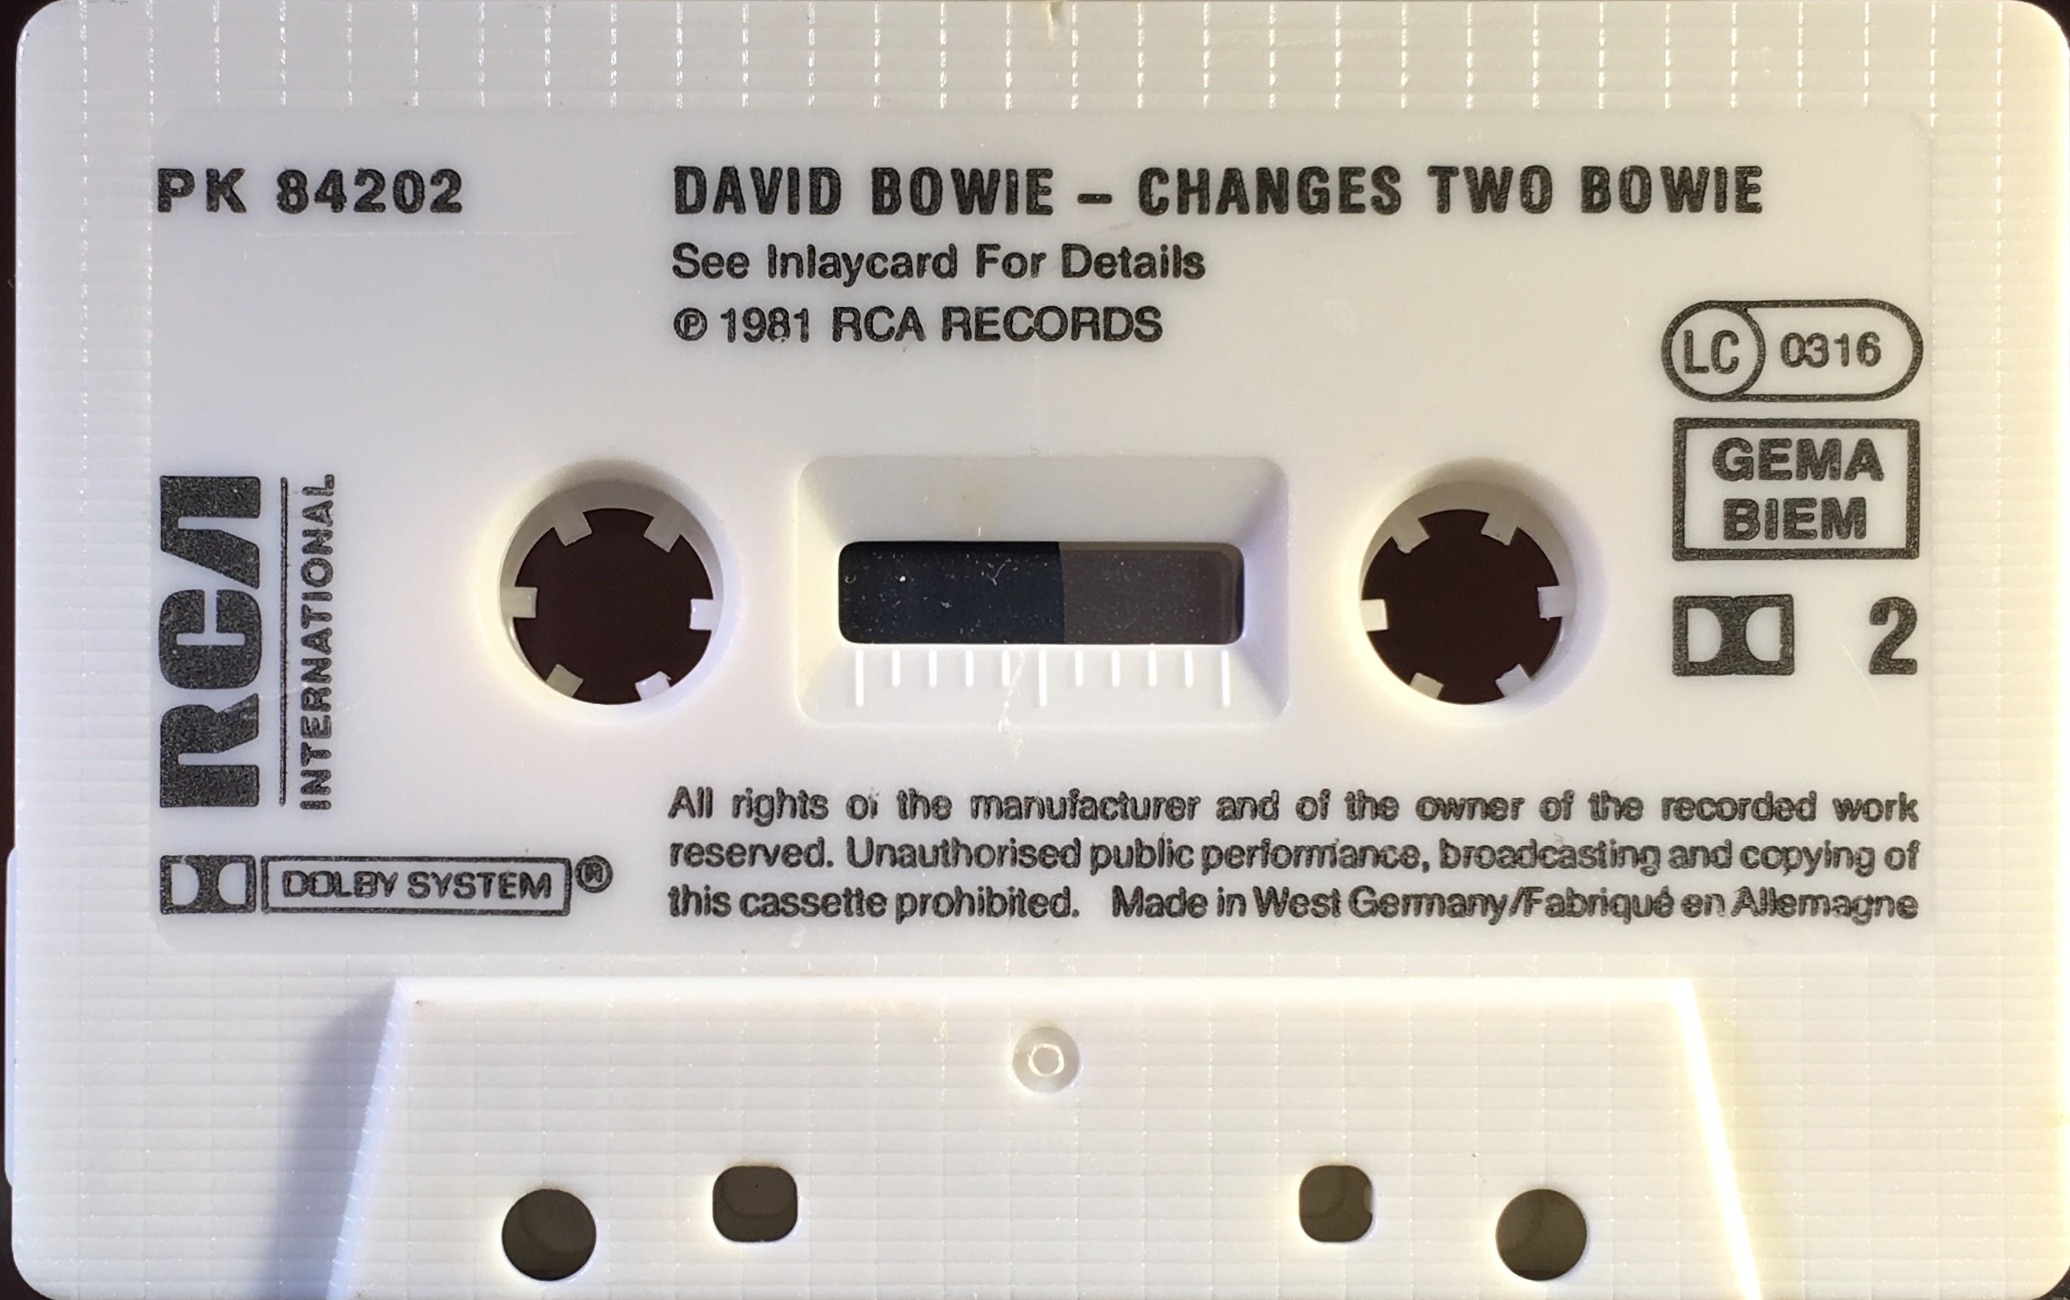 PK 84202
DAVID BOWIE – CHANGES TWO BOWIE
See Inlaycard For Details
℗ 1981 RCA RECORDS
LC 0316
GEMA
BIEM
2
RCA
INTERNATIONAL
DOLBY SYSTEM ®
All rights of the manufacturer and of the owner of the recorded work
reserved. Unauthorised public performance, broadcasting and copying of
this cassette prohibited. Made in West Germany/Fabriqué en Allemagne